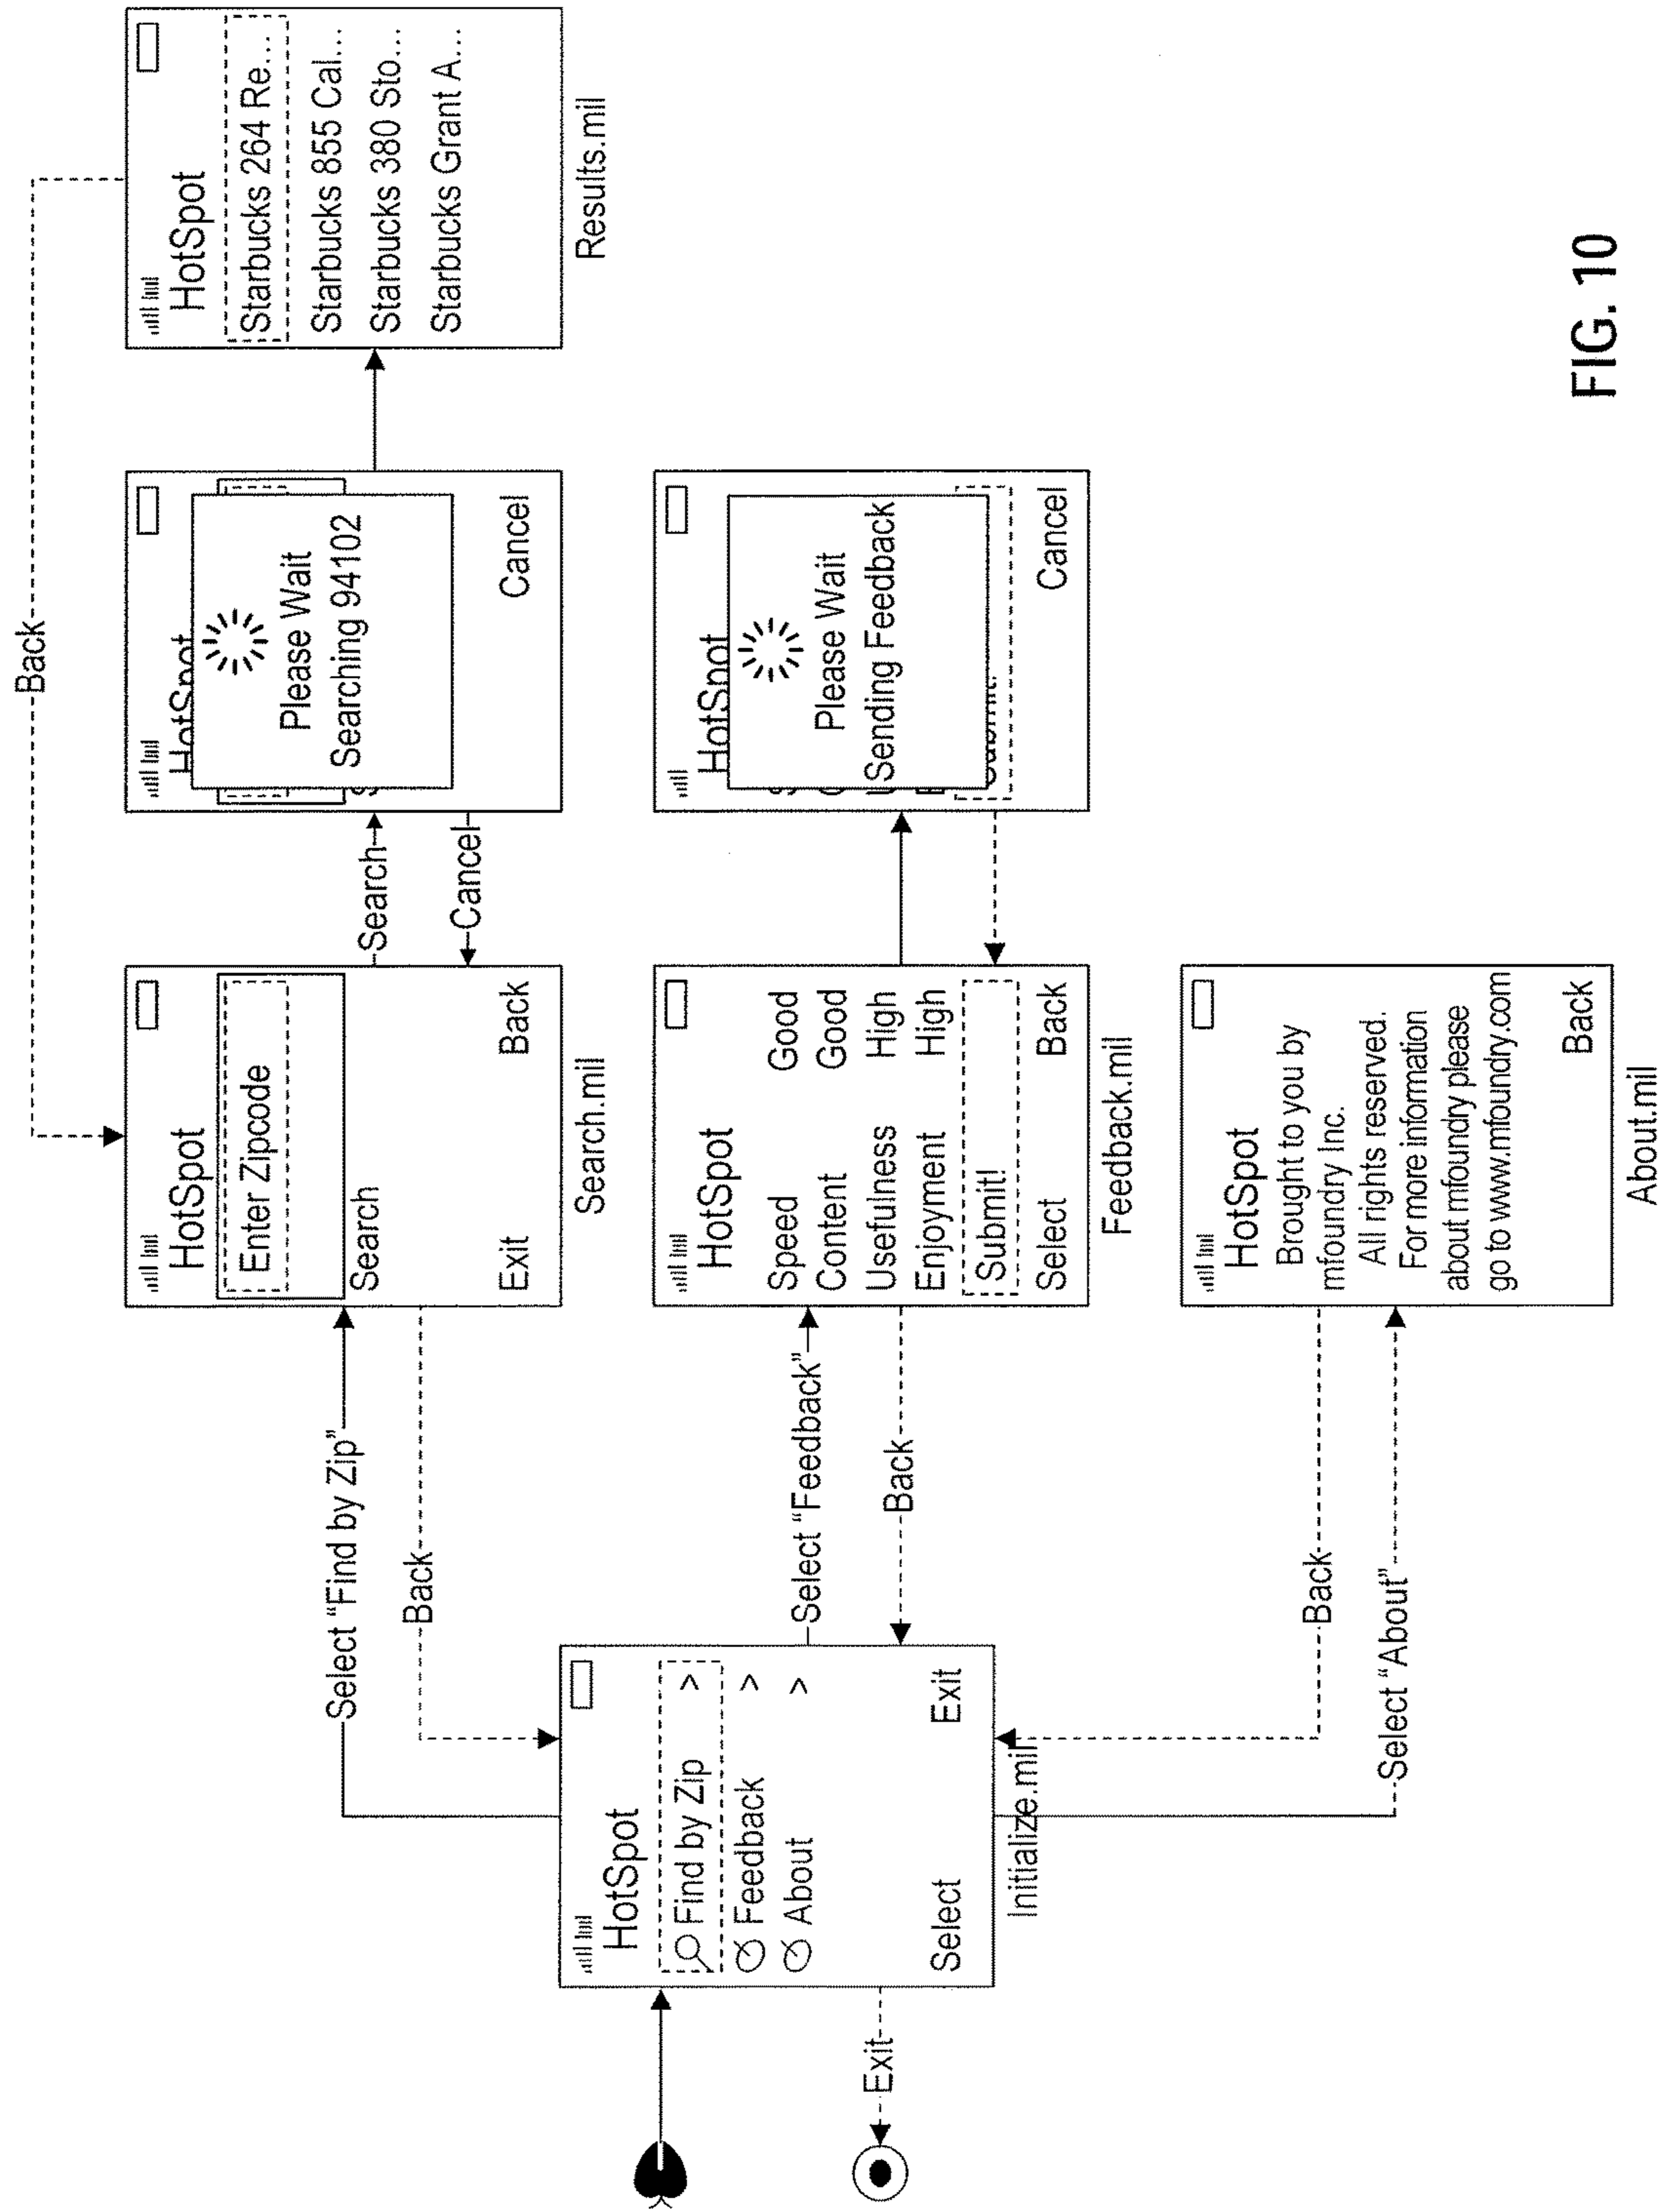 Back
HotSpot
Enter Zipcode
Search
Exit
Back
Search.mil
Search
Cancel
HotSpot
Please Wait
Searching 94102
Cancel
HotSpot
Starbucks 264 Re...
Starbucks 855 Cal...
Starbucks 380 Sto...
Starbucks Grant A...
Results.mil
Select "Find by Zip"
Back
HotSpot
Find by Zip >
Feedback >
About >
Select
Exit
Initialize.mil
Exit
Select "Feedback"
Back
HotSpot
Speed Good
Content Good
Usefulness High
Enjoyment High
Submit!
Select
Back
Feedback.mil
HotSpot
Please Wait
Sending Feedback
Cancel
Back
Select "About"
HotSpot
Brought to you by
mfoundry Inc.
All rights reserved.
For more information
about mfoundry please
go to www.mfoundry.com
Back
About.mil
FIG. 10